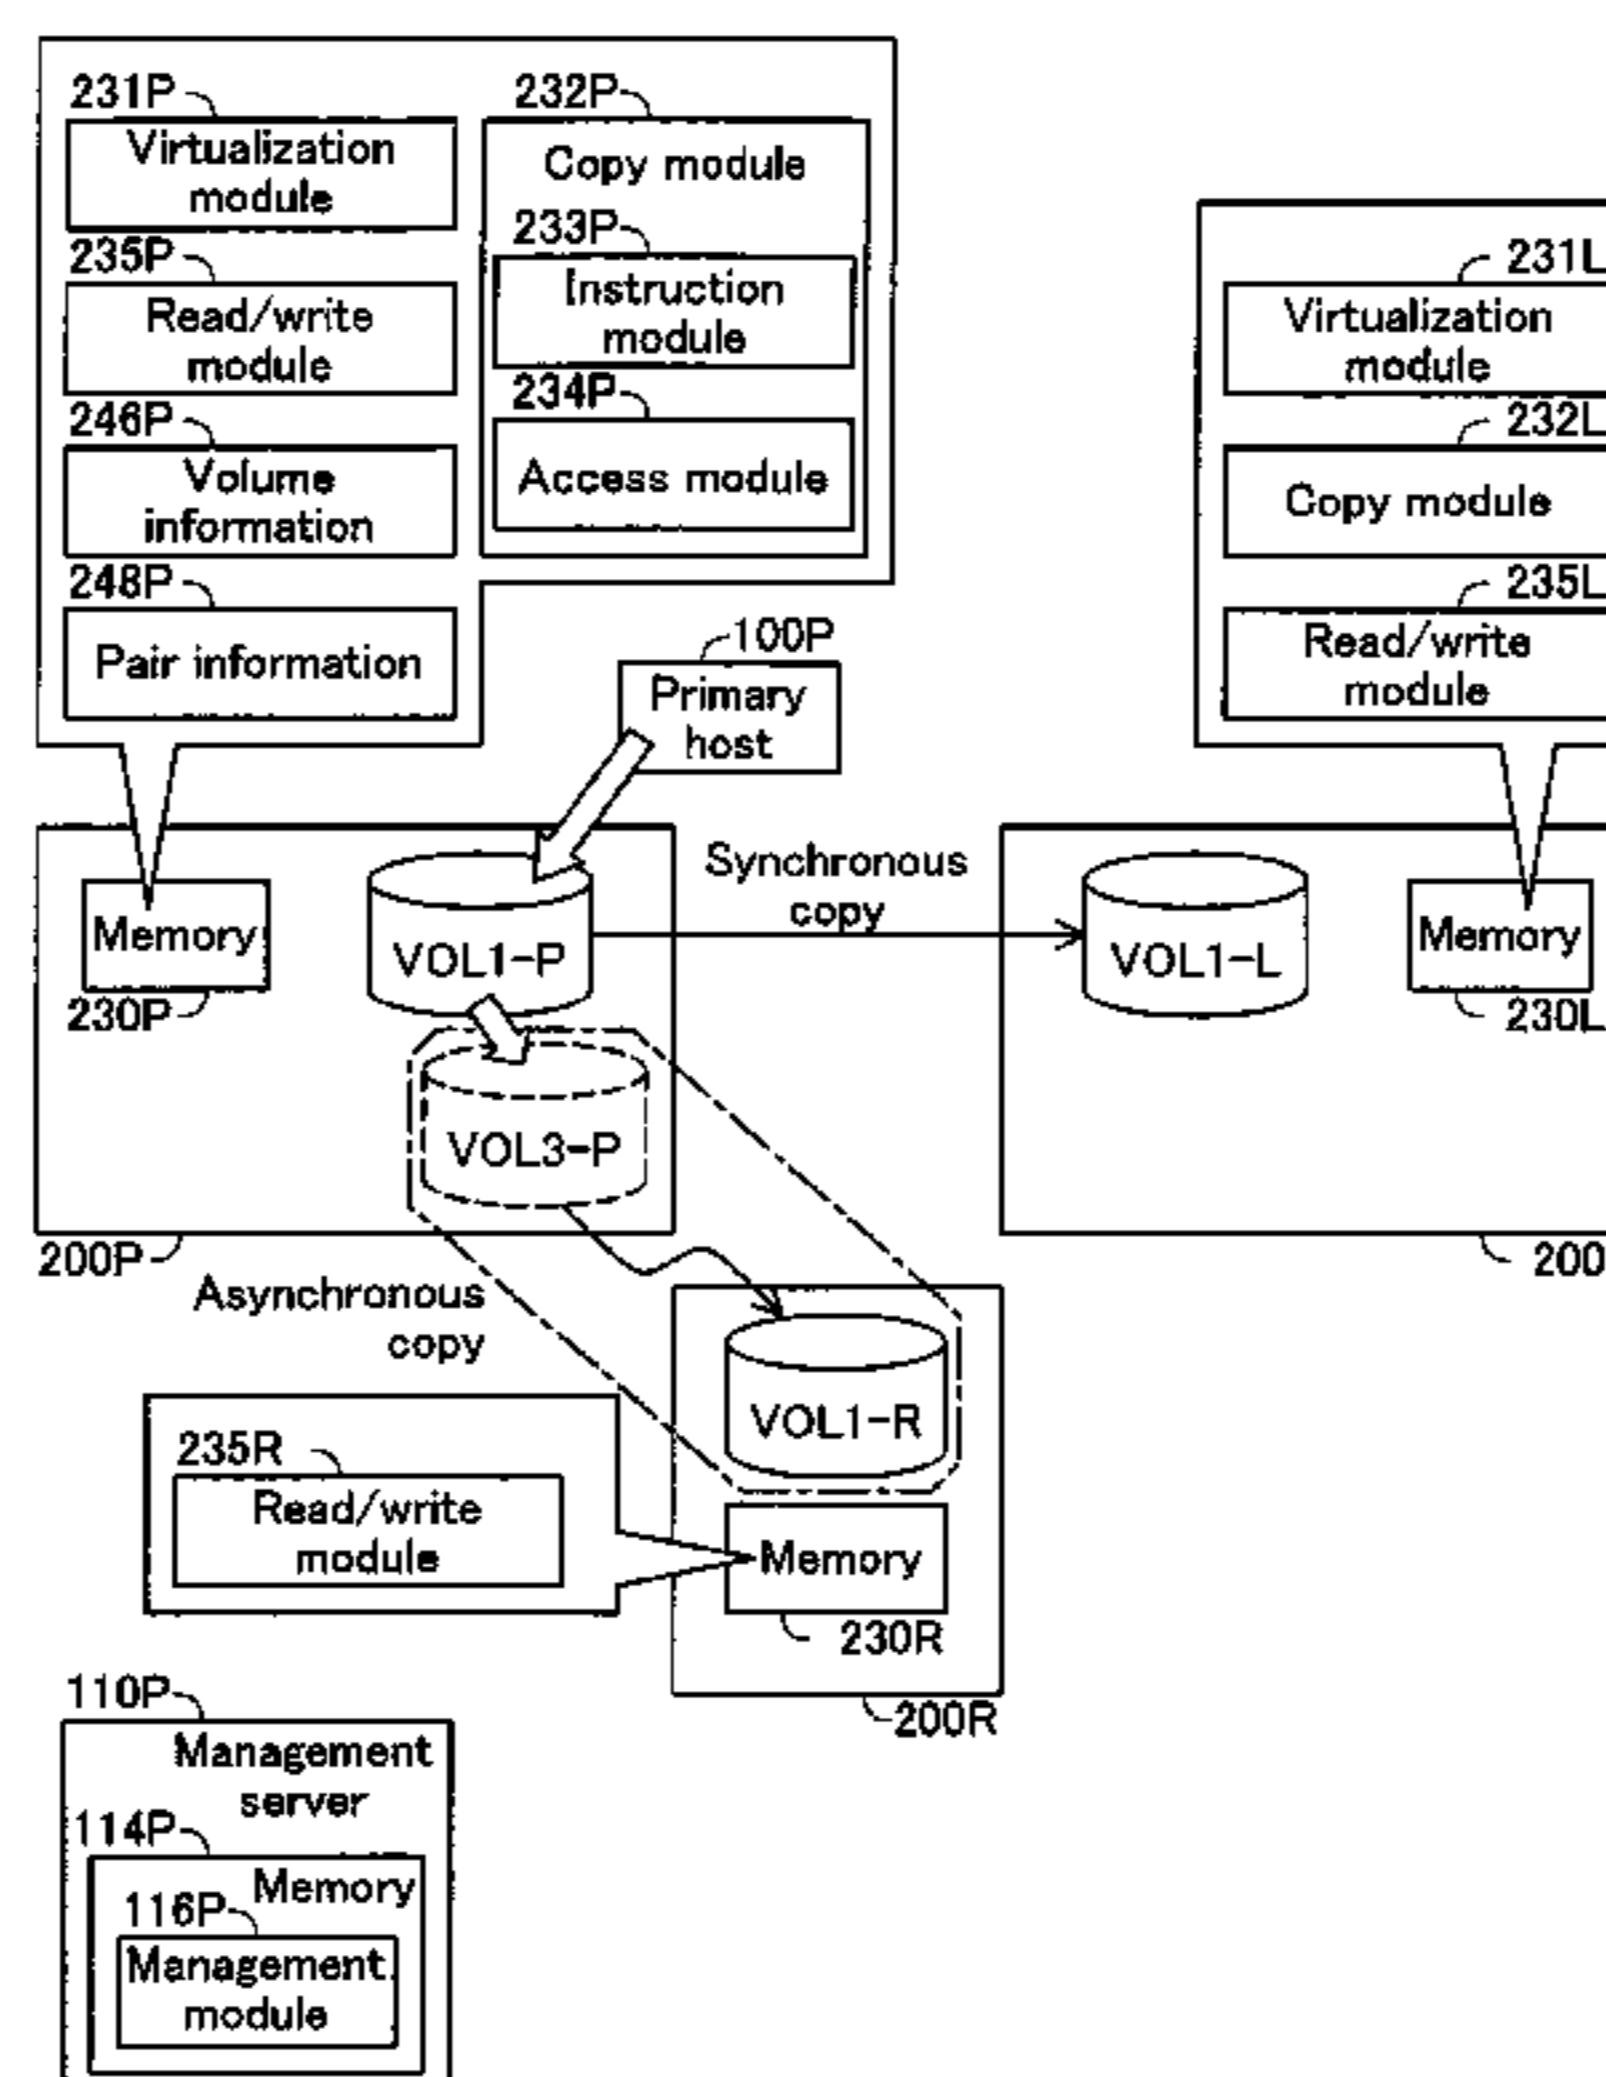 231P
Virtualization
module
235P
Read/write
module
246P
Volume
information
248P
Pair information
232P
Copy module
233P
Instruction
module
234P
Access module
231L
Virtualization
module
232L
Copy module
235L
Read/write
module
100P
Primary
host
Memory
230P
VOL1-P
VOL3-P
200P
Synchronous
copy
VOL1-L
Memory
230L
200
Asynchronous
copy
VOL1-R
Memory
230R
200R
235R
Read/write
module
110P
Management
server
114P
Memory
116P
Management
module